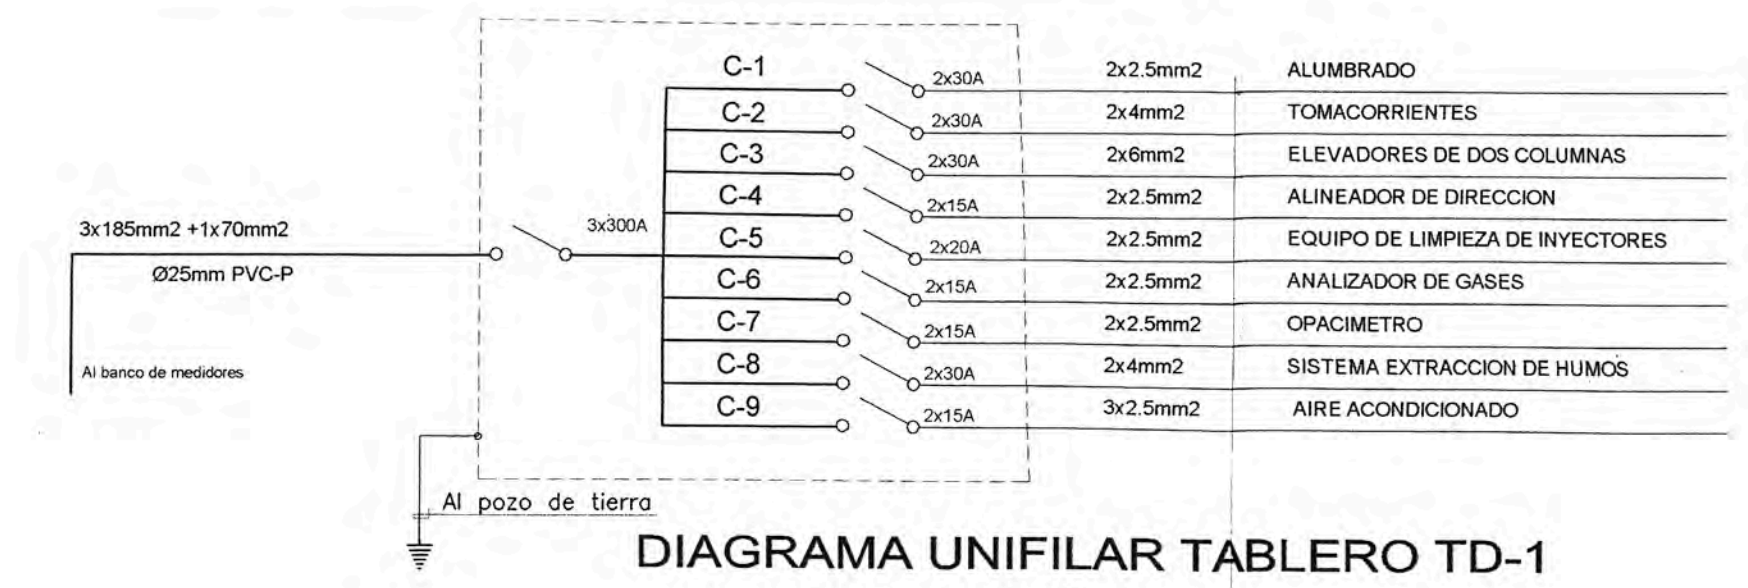 C-1 2x30A 2x2.5mm2 ALUMBRADO
C-2 2x30A 2x4mm2 TOMACORRIENTES
C-3 2x30A 2x6mm2 ELEVADORES DE DOS COLUMNAS
C-4 2x15A 2x2.5mm2 ALINEADOR DE DIRECCION
3x185mm2 +1x70mm2 3x300A
C-5 2x20A 2x2.5mm2 EQUIPO DE LIMPIEZA DE INYECTORES
Ø25mm PVC-P
C-6 2x15A 2x2.5mm2 ANALIZADOR DE GASES
C-7 2x15A 2x2.5mm2 OPACIMETRO
Al banco de medidores
C-8 2x30A 2x4mm2 SISTEMA EXTRACCION DE HUMOS
C-9 2x15A 3x2.5mm2 AIRE ACONDICIONADO
Al pozo de tierra
DIAGRAMA UNIFILAR TABLERO TD-1